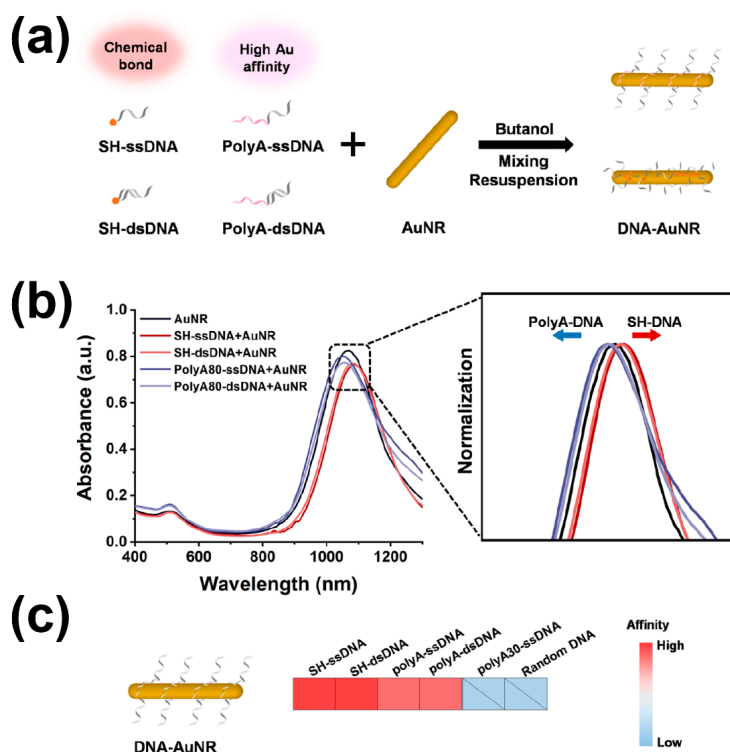 (a)
Chemical
bond
High Au
affinity
SH-ssDNA
PolyA-ssDNA
+
Butanol
Mixing
Resuspension
SH-dsDNA
PolyA-dsDNA
AuNR
DNA-AuNR
(b)
Absorbance (a.u.)
1.0
0.8
0.6
0.4
0.2
0.0
AuNR
SH-ssDNA+AuNR
SH-dsDNA+AuNR
PolyA80-ssDNA+AuNR
PolyA80-dsDNA+AuNR
400 600 800 1000 1200
Wavelength (nm)
Normalization
PolyA-DNA
SH-DNA
(c)
DNA-AuNR
SH-ssDNA
SH-dsDNA
polyA-ssDNA
polyA-dsDNA
polyA30-ssDNA
Random DNA
Affinity
High
Low